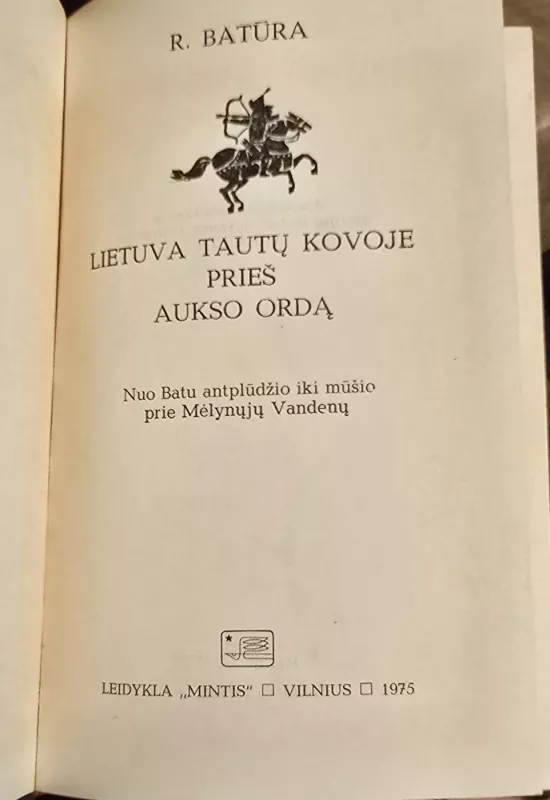 R. BATŪRA
LIETUVA TAUTŲ KOVOJE
PRIEŠ
AUKSO ORDĄ
Nuo Batu antplūdžio iki mūšio
prie Mėlynųjų Vandenų
LEIDYKLA „MINTIS“ □ VILNIUS □ 1975